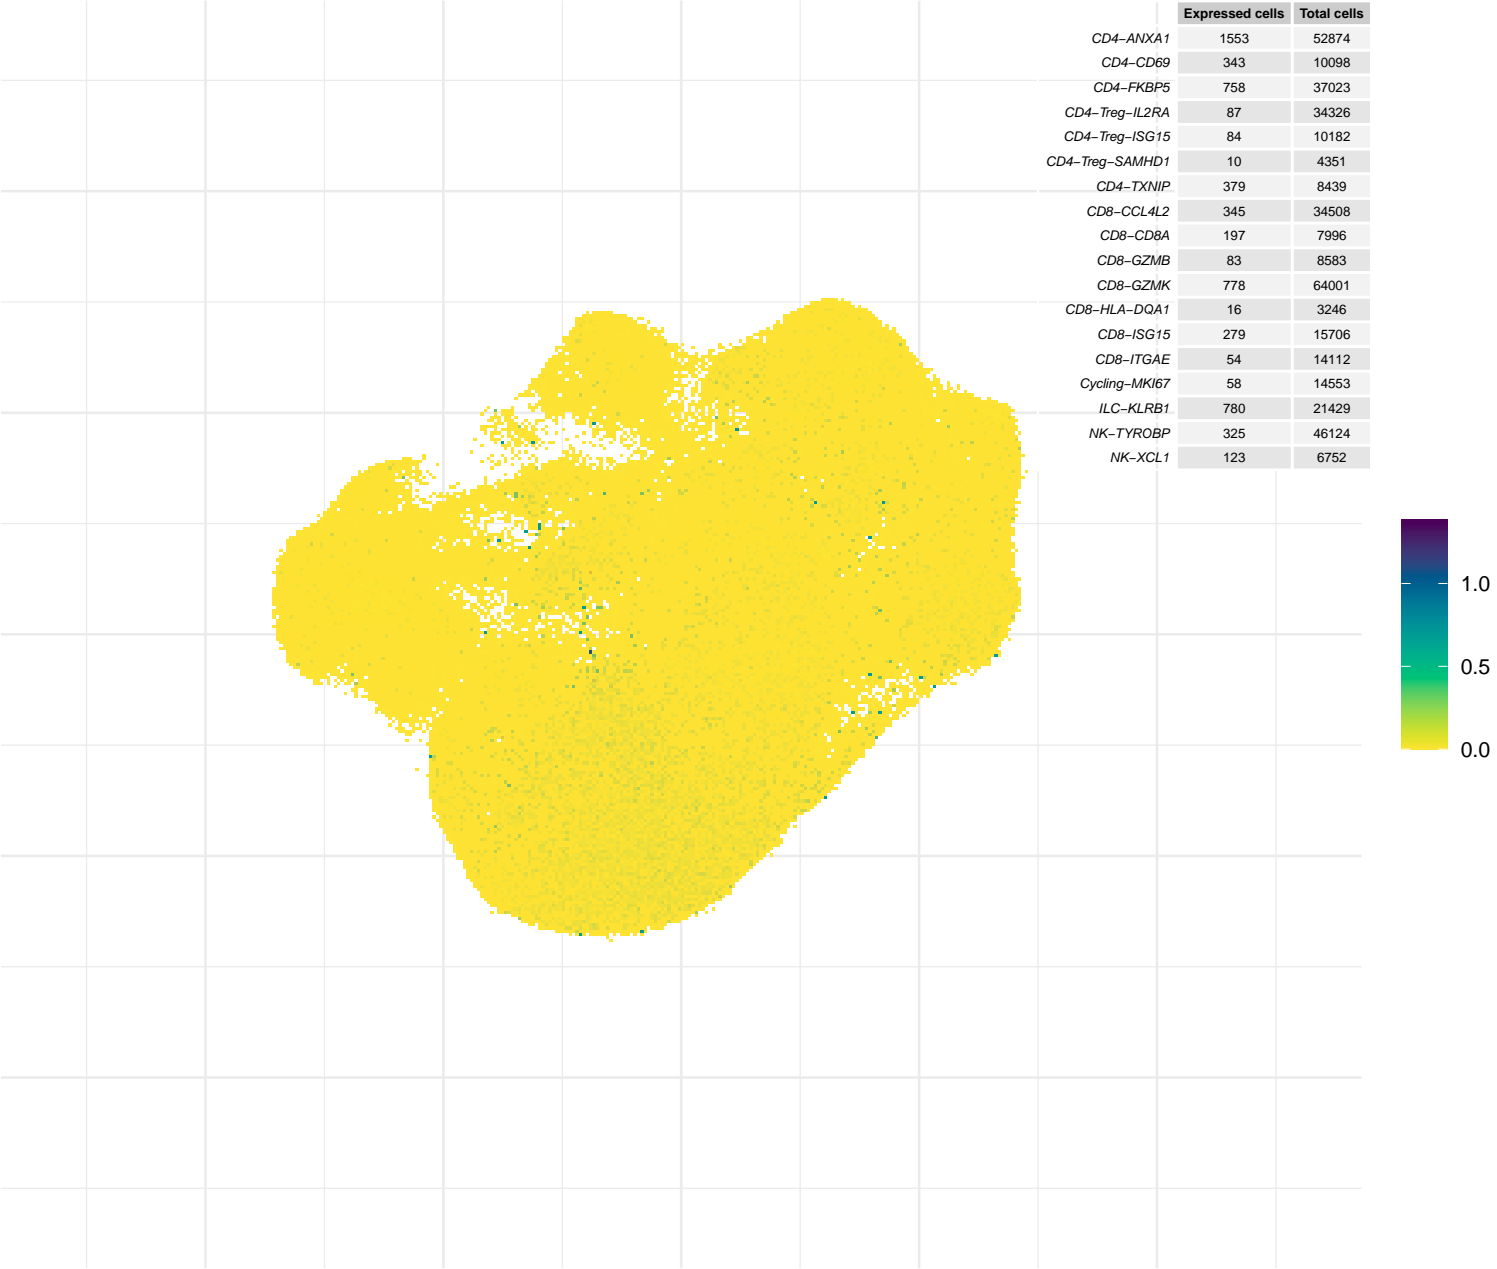 Expressed cells Total cells
CD4−ANXA1 1553 52874
CD4−CD69 343 10098
CD4−FKBP5 758 37023
CD4−Treg−IL2RA 87 34326
CD4−Treg−ISG15 84 10182
CD4−Treg−SAMHD1 10 4351
CD4−TXNIP 379 8439
CD8−CCL4L2 345 34508
CD8−CD8A 197 7996
CD8−GZMB 83 8583
CD8−GZMK 778 64001
CD8−HLA−DQA1 16 3246
CD8−ISG15 279 15706
CD8−ITGAE 54 14112
Cycling−MKI67 58 14553
ILC−KLRB1 780 21429
NK−TYROBP 325 46124
NK−XCL1 123 6752
1.0
0.5
0.0